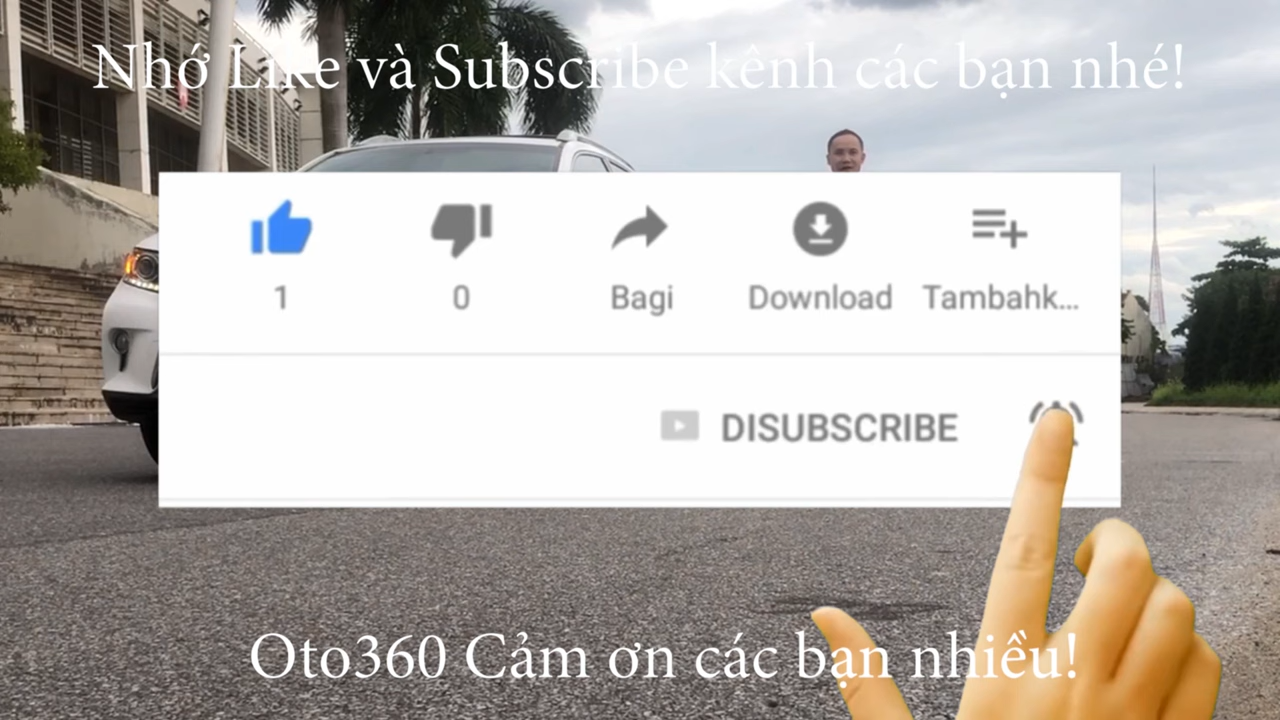 Nhớ Like và Subscribe kênh các bạn nhé!
1 0 Bagi Download Tambahk...
DISUBSCRIBE
Oto360 Cảm ơn các bạn nhiều!